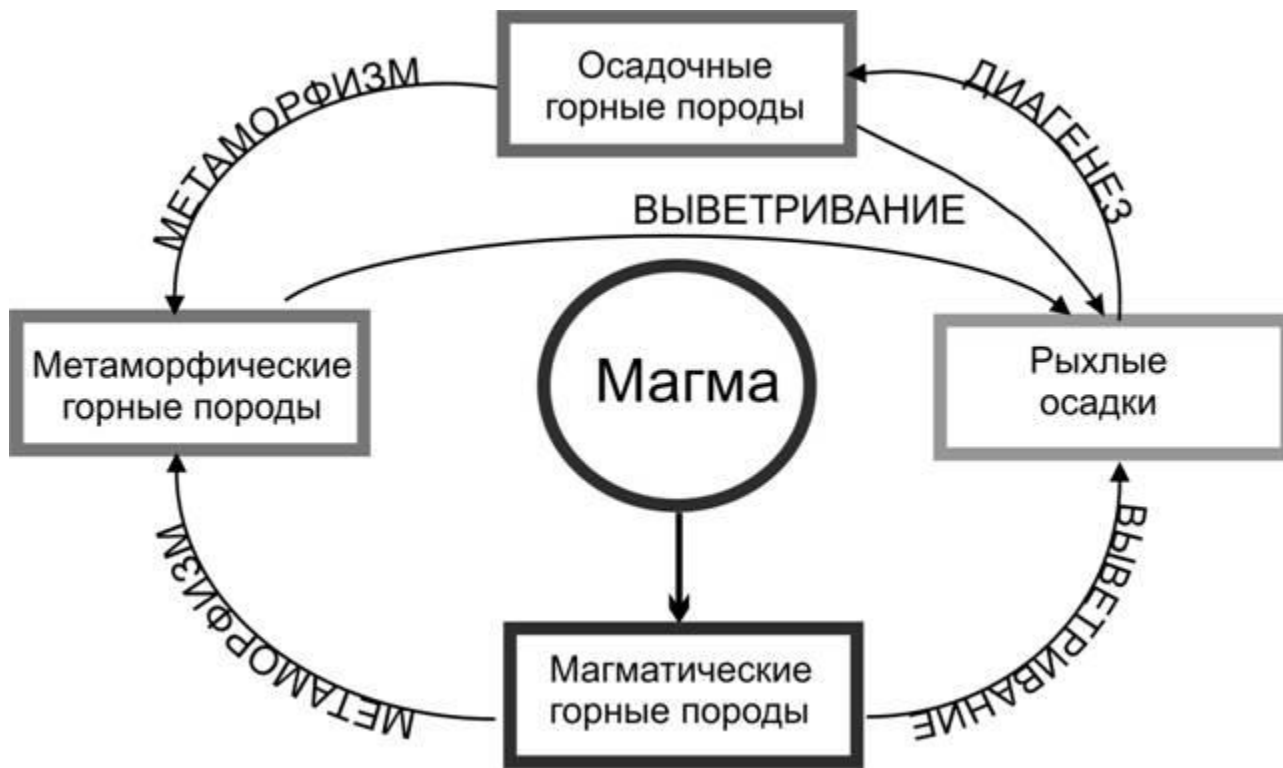 Осадочные
горные породы
МЕТАМОРФИЗМ
ДИАГЕНЕЗ
ВЫВЕТРИВАНИЕ
Метаморфические
горные породы
Магма
Рыхлые
осадки
МЕТАМОРФИЗМ
ВЫВЕТРИВАНИЕ
Магматические
горные породы